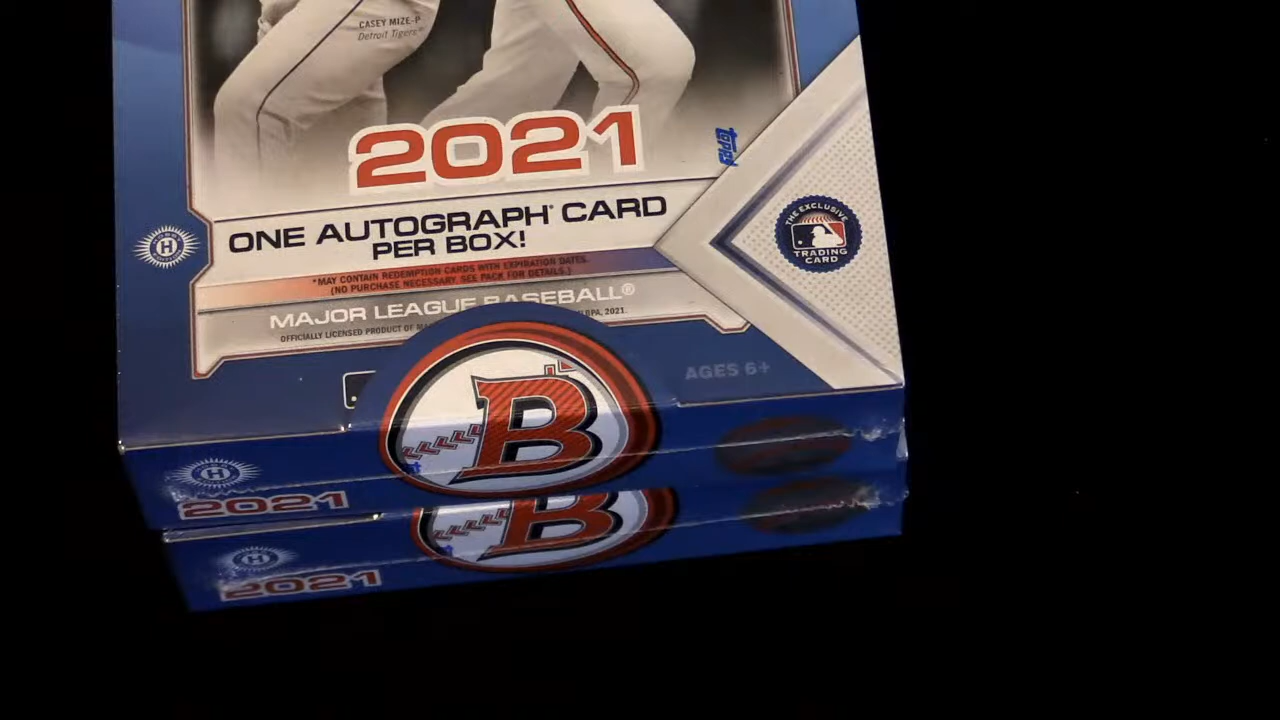 CASEY MIZE-P
Detroit Tigers®
2021
topps
ONE AUTOGRAPH* CARD
PER BOX!
*MAY CONTAIN REDEMPTION CARDS WITH EXPIRATION DATES.
(NO PURCHASE NECESSARY. SEE PACK FOR DETAILS.)
MAJOR LEAGUE BASEBALL®
OFFICIALLY LICENSED PRODUCT OF
2021.
H
THE EXCLUSIVE
TRADING
CARD
AGES 6+
B
H
2021
B
H
2021